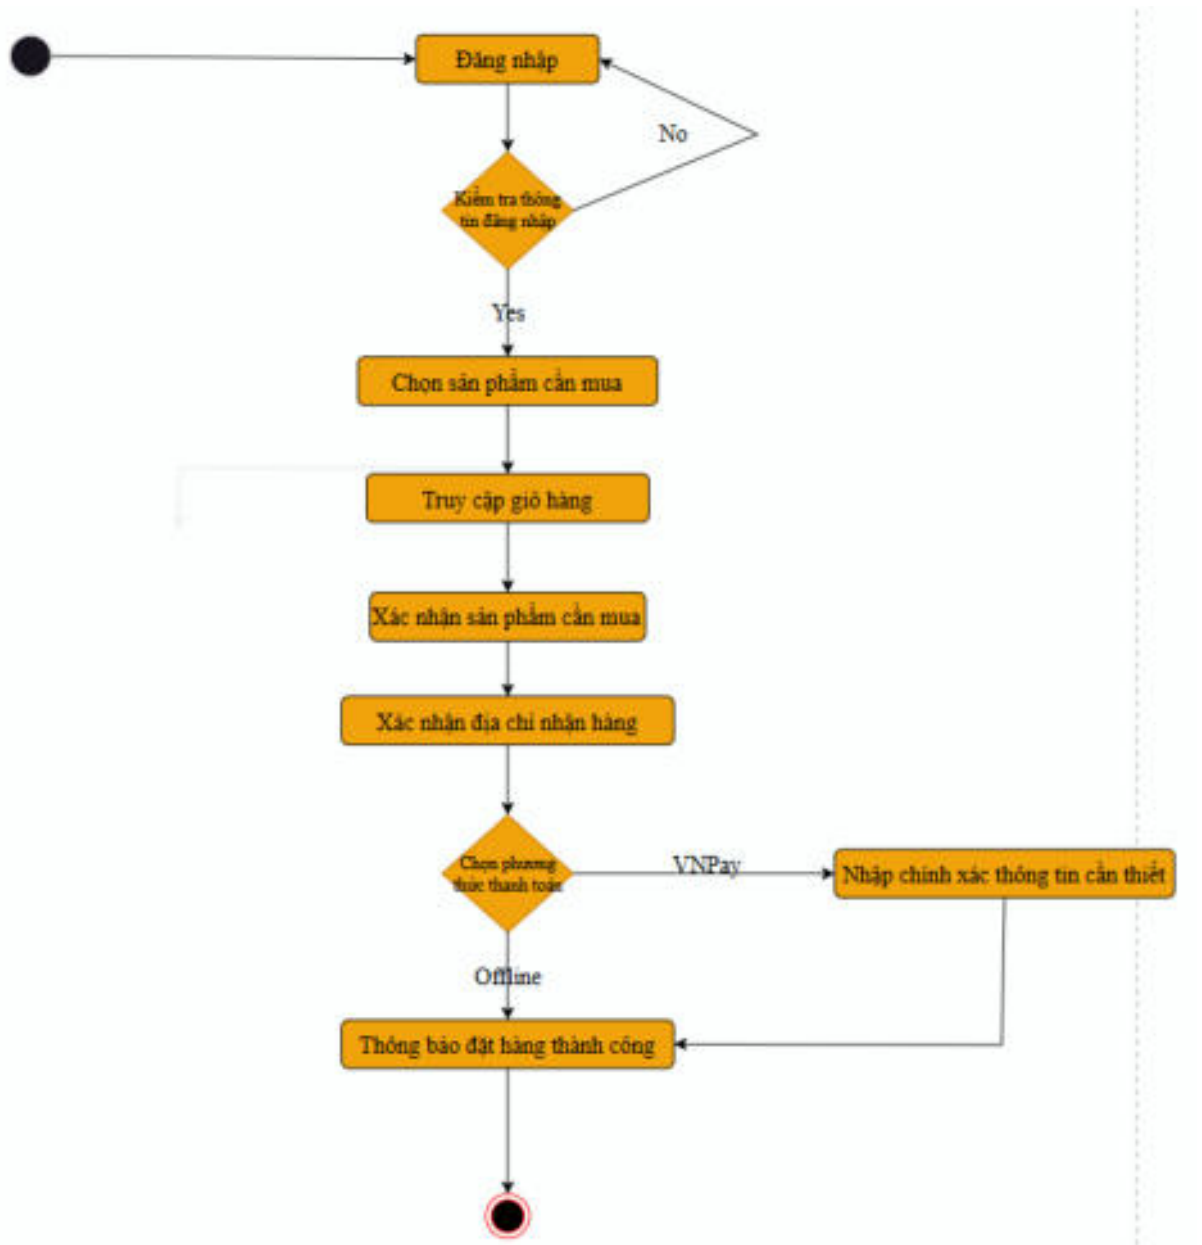 Đăng nhập
No
Kiểm tra thông
tin đăng nhập
Yes
Chọn sản phẩm cần mua
Truy cập giỏ hàng
Xác nhận sản phẩm cần mua
Xác nhận địa chỉ nhận hàng
Chọn phương
thức thanh toán
VNPay
Nhập chính xác thông tin cần thiết
Offline
Thông báo đặt hàng thành công